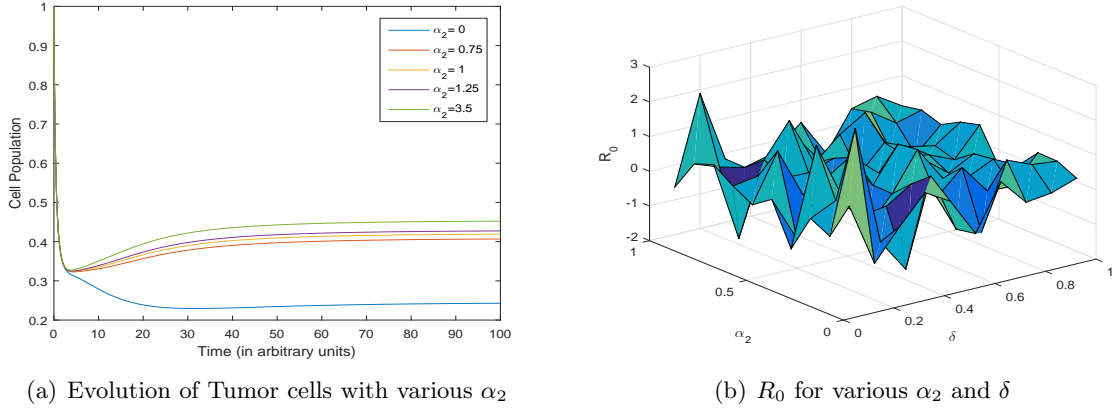 1
0.9
0.8
0.7
0.6
0.5
0.4
0.3
0.2
Cell Population
0 10 20 30 40 50 60 70 80 90 100
Time (in arbitrary units)
α2= 0
α2= 0.75
α2= 1
α2=1.25
α2=3.5
(a) Evolution of Tumor cells with various α2
3
2
1
0
-1
-2
R0
1
0.5
0
α2
0
0.2
0.4
0.6
0.8
1
δ
(b) R0 for various α2 and δ